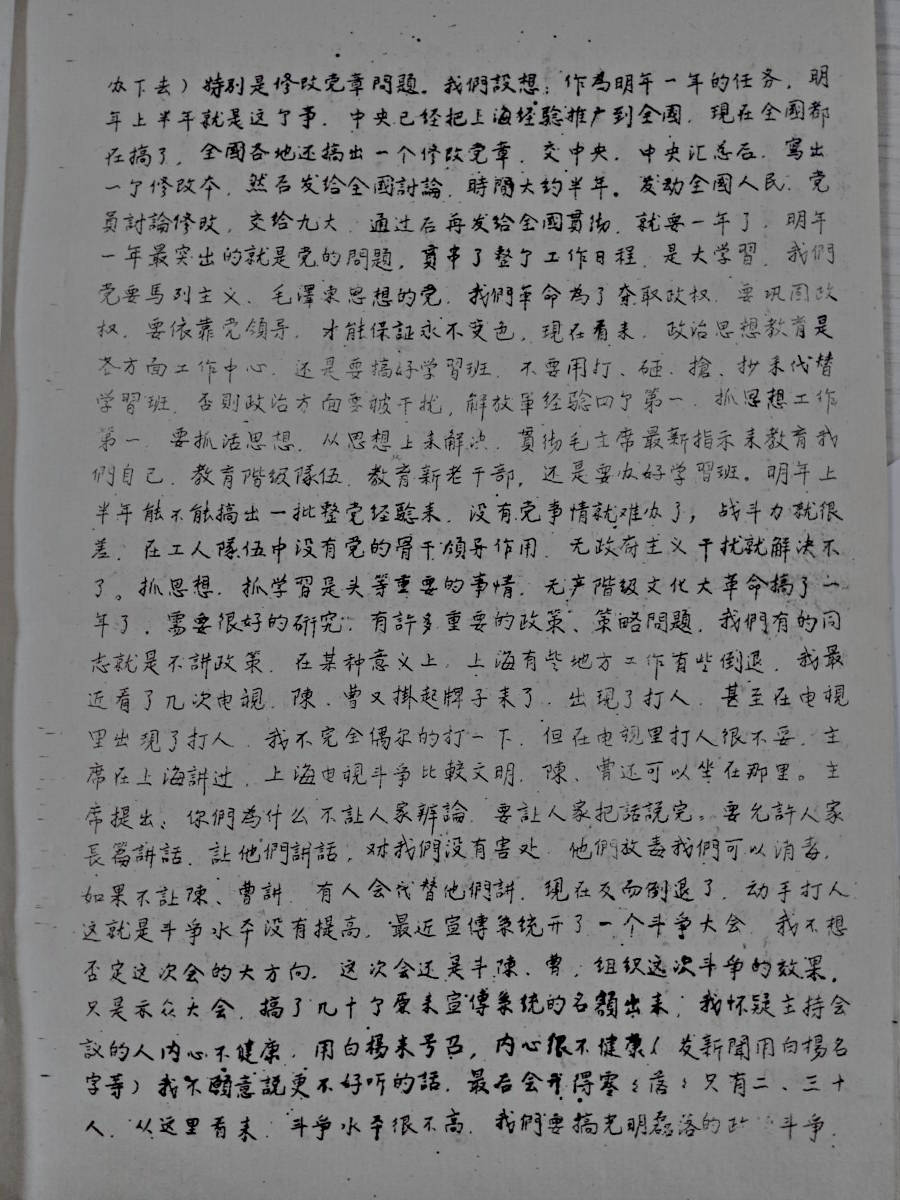 办下去）特别是修改党章問題。我們設想：作為明年一年的任务，明
年上半年就是这个事，中央已经把上海经驗推广到全國，現在全國都
在搞了，全國各地还搞出一个修改党章，交中央，中央汇总后，寫出
一个修改本，然后发给全國討論，時間大约半年。发动全國人民、党
員討論修改，交给九大，通过后再发给全國貫彻，就要一年了，明年
一年最突出的就是党的問題，貫串了整个工作日程，是大学習，我們
党要馬列主义、毛澤東思想的党，我們革命為了奪取政权，要巩固政
权，要依靠党領导，才能保証永不变色，現在看来，政治思想教育是
各方面工作中心，还是要搞好学習班，不要用打、砸、搶、抄来代替
学習班，否则政治方面要被干扰，解放軍经驗四个第一，抓思想工作
第一，要抓活思想，从思想上来解决，貫彻毛主席最新指示来教育我
們自己，教育階级隊伍，教育新老干部，还是要办好学習班。明年上
半年能不能搞出一批整党经驗来，没有党事情就难办了，战斗力就很
差，在工人隊伍中没有党的骨干領导作用，无政府主义干扰就解决不
了。抓思想，抓学習是头等重要的事情，无产階级文化大革命搞了一
年了，需要很好的研究，有許多重要的政策、策略問題，我們有的同
志就是不讲政策，在某种意义上，上海有些地方工作有些倒退，我最
近看了几次电視，陳、曹又掛起牌子来了，出現了打人，甚至在电視
里出現了打人，我不完全偶尔的打一下，但在电視里打人很不妥，主
席在上海講过，上海电視斗争比較文明，陳、曹还可以坐在那里。主
席提出：你們為什么不讓人家辨論，要讓人家把話説完。要允許人家
長篇講話，讓他們講話，对我們没有害处，他們放毒我們可以消毒，
如果不讓陳、曹講，有人会代替他們講，現在反而倒退了，动手打人
这就是斗争水平没有提高，最近宣傳系統开了一个斗争大会，我不想
否定这次会的大方向，这次会还是斗陳、曹，组织这次斗争的效果，
只是示众大会，搞了几十个原来宣傳系统的名額出来，我怀疑主持会
議的人内心不健康，用白楊来号召，内心很不健康（发新聞用白楊名
字等）我不願意説更不好听的話，最后会开得零〻落〻只有二、三十
人，从这里看来，斗争水平很不高，我們要搞光明磊落的政 斗争，